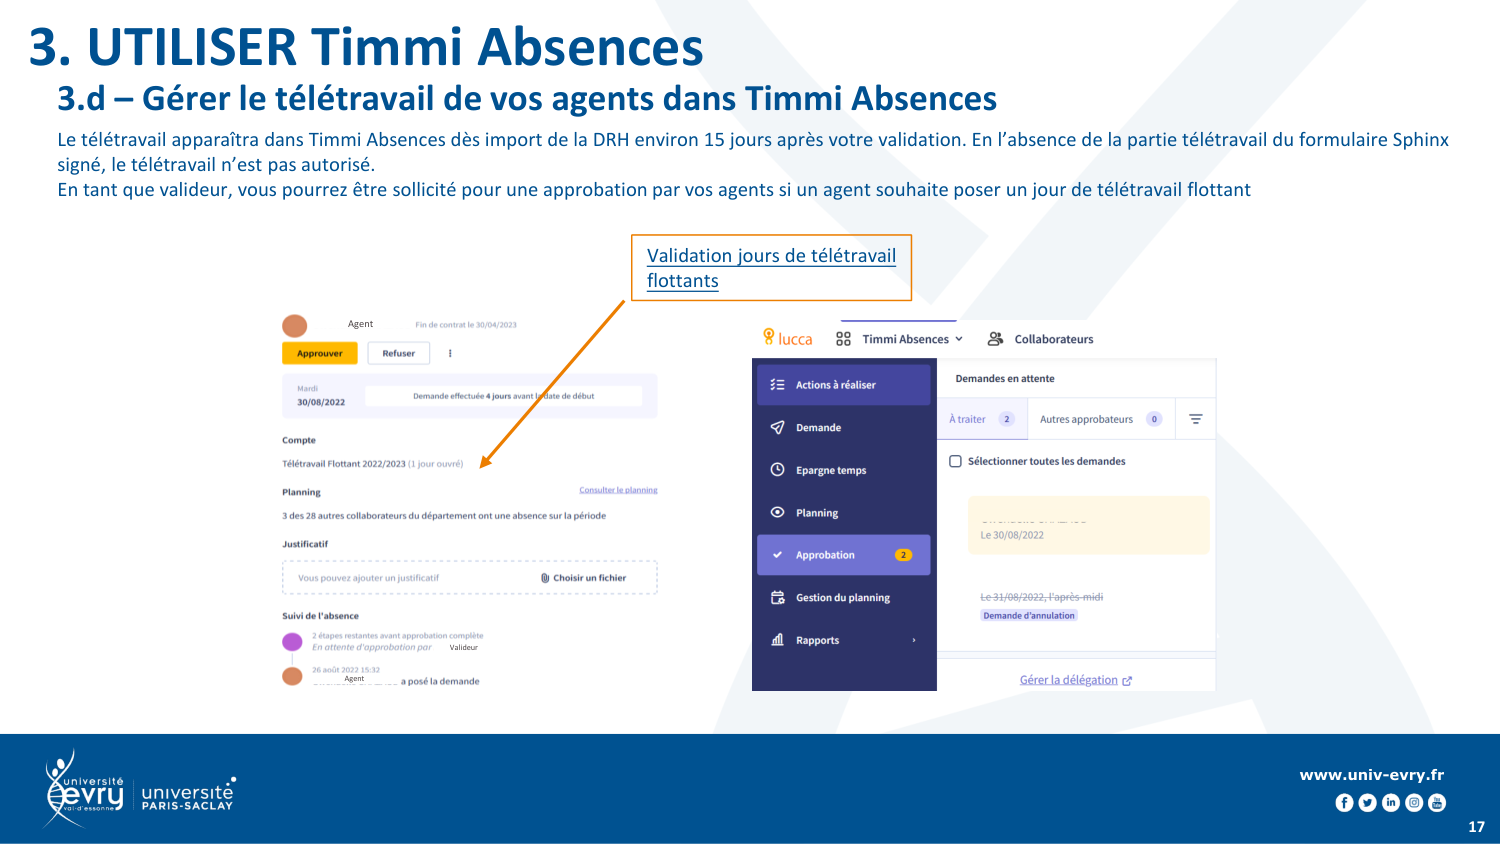 3. UTILISER Timmi Absences
3.d – Gérer le télétravail de vos agents dans Timmi Absences
Le télétravail apparaîtra dans Timmi Absences dès import de la DRH environ 15 jours après votre validation. En l’absence de la partie télétravail du formulaire Sphinx
signé, le télétravail n’est pas autorisé.
En tant que valideur, vous pourrez être sollicité pour une approbation par vos agents si un agent souhaite poser un jour de télétravail flottant
Validation jours de télétravail
flottants
Agent
Fin de contrat le 30/04/2023
Approuver
Refuser
Mardi
30/08/2022
Demande effectuée 4 jours avant la date de début
Compte
Télétravail Flottant 2022/2023 (1 jour ouvré)
Planning
Consulter le planning
3 des 28 autres collaborateurs du département ont une absence sur la période
Justificatif
Vous pouvez ajouter un justificatif
Choisir un fichier
Suivi de l'absence
2 étapes restantes avant approbation complète
En attente d'approbation par Valideur
26 août 2022 15:32
Agent a posé la demande
lucca
Timmi Absences
Collaborateurs
Actions à réaliser
Demande
Epargne temps
Planning
Approbation 2
Gestion du planning
Rapports
Demandes en attente
À traiter 2
Autres approbateurs 0
Sélectionner toutes les demandes
Le 30/08/2022
Le 31/08/2022, l'après-midi
Demande d'annulation
Gérer la délégation
université
evry
val-d'essonne
université
PARIS-SACLAY
www.univ-evry.fr
17